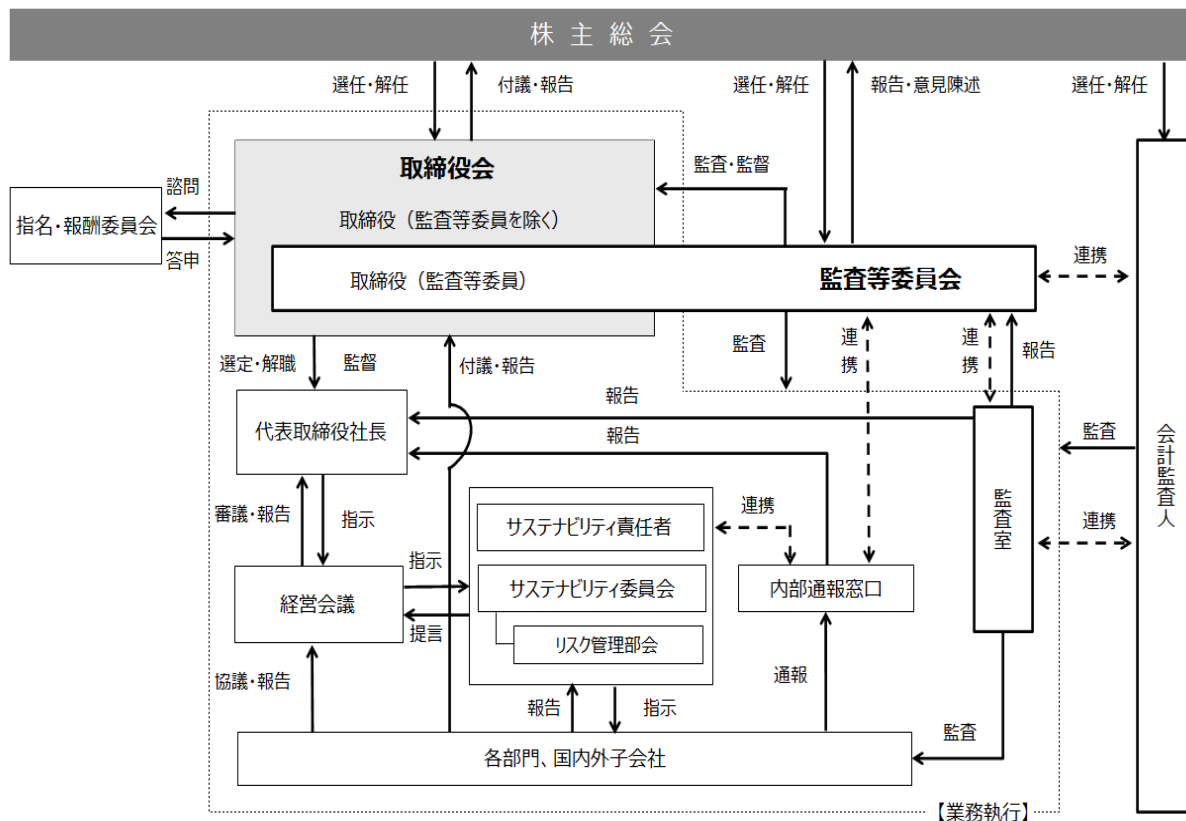 株主総会
選任・解任
付議・報告
選任・解任
報告・意見陳述
選任・解任
取締役会
監査・監督
諮問
指名・報酬委員会
取締役（監査等委員を除く）
答申
連携
取締役（監査等委員）
監査等委員会
選定・解職
監督
付議・報告
監査
連携
連携
報告
報告
代表取締役社長
報告
監査
会計監査人
審議・報告
指示
サステナビリティ責任者
連携
監査室
連携
指示
経営会議
サステナビリティ委員会
内部通報窓口
提言
リスク管理部会
協議・報告
通報
報告
指示
監査
各部門、国内外子会社
【業務執行】